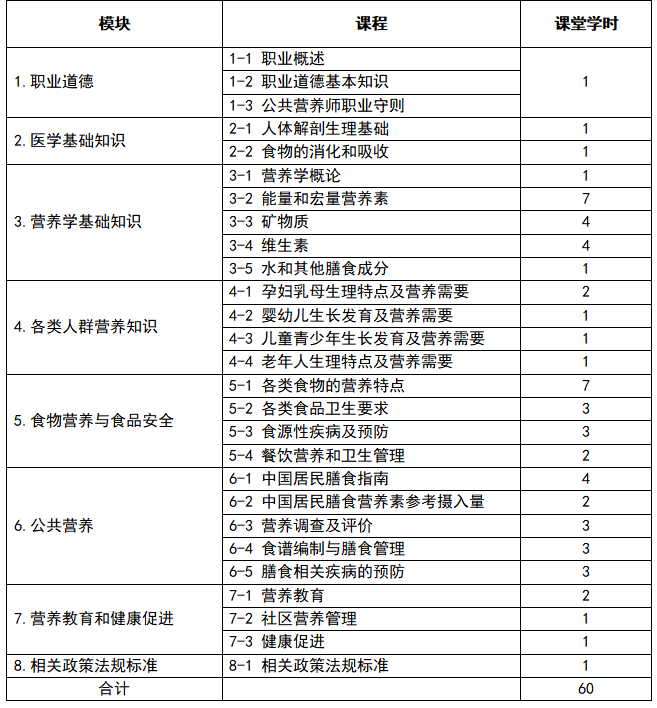 模块 课程 课堂学时
1.职业道德 1-1 职业概述 1
1-2 职业道德基本知识
1-3 公共营养师职业守则
2.医学基础知识 2-1 人体解剖生理基础 1
2-2 食物的消化和吸收 1
3.营养学基础知识 3-1 营养学概论 1
3-2 能量和宏量营养素 7
3-3 矿物质 4
3-4 维生素 4
3-5 水和其他膳食成分 1
4.各类人群营养知识 4-1 孕妇乳母生理特点及营养需要 2
4-2 婴幼儿生长发育及营养需要 1
4-3 儿童青少年生长发育及营养需要 1
4-4 老年人生理特点及营养需要 1
5.食物营养与食品安全 5-1 各类食物的营养特点 7
5-2 各类食品卫生要求 3
5-3 食源性疾病及预防 3
5-4 餐饮营养和卫生管理 2
6.公共营养 6-1 中国居民膳食指南 4
6-2 中国居民膳食营养素参考摄入量 2
6-3 营养调查及评价 3
6-4 食谱编制与膳食管理 3
6-5 膳食相关疾病的预防 3
7.营养教育和健康促进 7-1 营养教育 2
7-2 社区营养管理 1
7-3 健康促进 1
8.相关政策法规标准 8-1 相关政策法规标准 1
合计 60